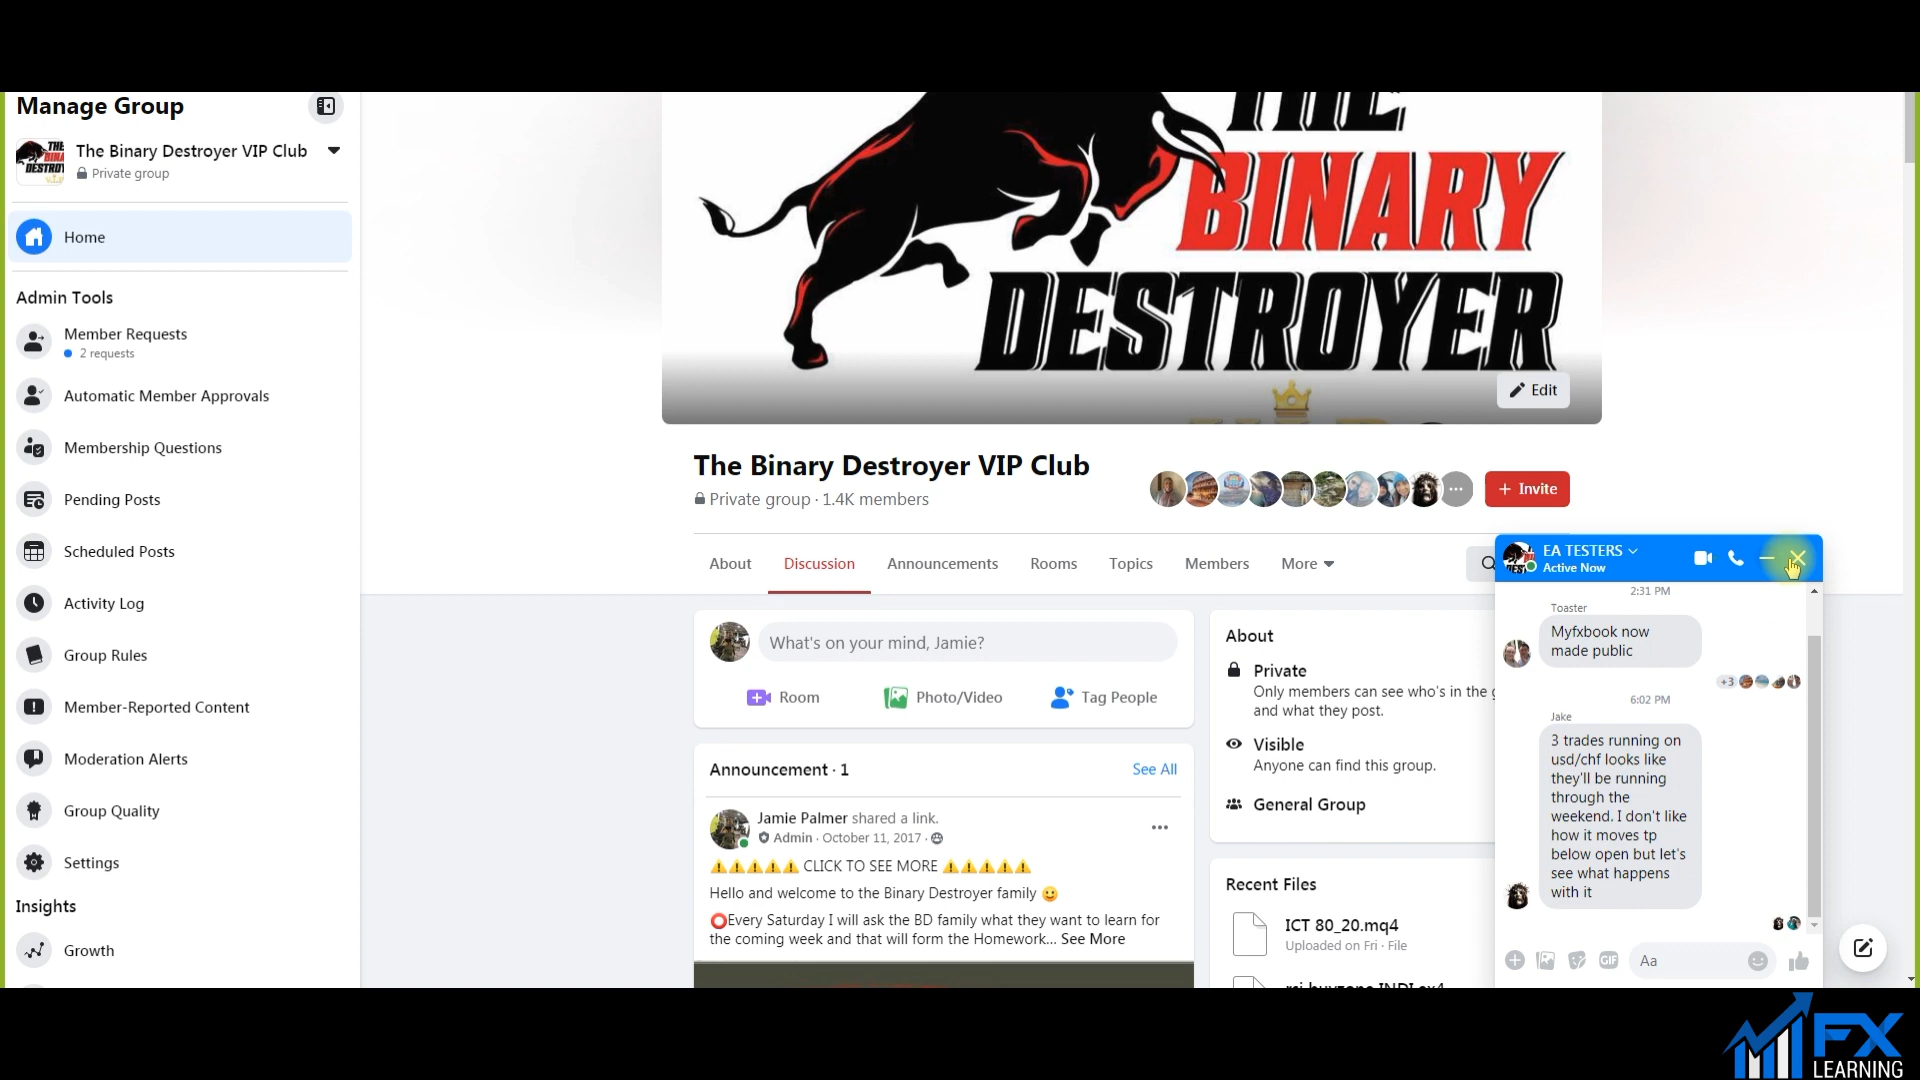 Manage Group
The Binary Destroyer VIP Club
Private group
Home
Admin Tools
Member Requests
2 requests
Automatic Member Approvals
Membership Questions
Pending Posts
Scheduled Posts
Activity Log
Group Rules
Member-Reported Content
Moderation Alerts
Group Quality
Settings
Insights
Growth
THE
BINARY
DESTROYER
Edit
The Binary Destroyer VIP Club
Private group · 1.4K members
+ Invite
About
Discussion
Announcements
Rooms
Topics
Members
More
What's on your mind, Jamie?
Room
Photo/Video
Tag People
Announcement · 1
See All
Jamie Palmer shared a link.
Admin · October 11, 2017 ·
⚠⚠⚠⚠⚠ CLICK TO SEE MORE ⚠⚠⚠⚠⚠
Hello and welcome to the Binary Destroyer family 🙂
⭕Every Saturday I will ask the BD family what they want to learn for
the coming week and that will form the Homework... See More
About
Private
Only members can see who's in the
and what they post.
Visible
Anyone can find this group.
General Group
Recent Files
ICT 80_20.mq4
Uploaded on Fri · File
EA TESTERS
Active Now
2:31 PM
Toaster
Myfxbook now
made public
+3
6:02 PM
Jake
3 trades running on
usd/chf looks like
they'll be running
through the
weekend. I don't like
how it moves tp
below open but let's
see what happens
with it
GIF
Aa
FX
LEARNING